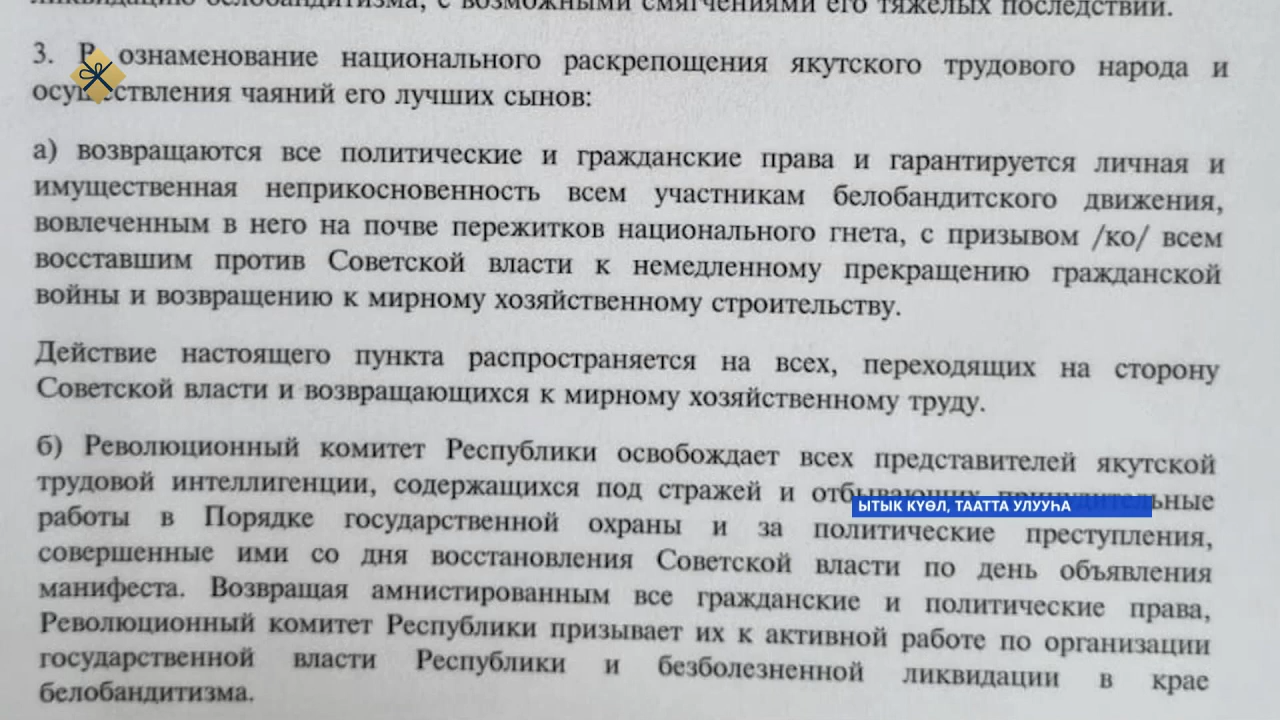 ликвидацию белобандитизма, с возможными смягчениями его тяжелых последствий.
3. В ознаменование национального раскрепощения якутского трудового народа и
осуществления чаяний его лучших сынов:
а) возвращаются все политические и гражданские права и гарантируется личная и
имущественная неприкосновенность всем участникам белобандитского движения,
вовлеченным в него на почве пережитков национального гнета, с призывом /ко/ всем
восставшим против Советской власти к немедленному прекращению гражданской
войны и возвращению к мирному хозяйственному строительству.
Действие настоящего пункта распространяется на всех, переходящих на сторону
Советской власти и возвращающихся к мирному хозяйственному труду.
б) Революционный комитет Республики освобождает всех представителей якутской
трудовой интеллигенции, содержащихся под стражей и отбывающих принудительные
ЫТЫК КҮӨЛ, ТААТТА УЛУУҺА
работы в Порядке государственной охраны и за политические преступления,
совершенные ими со дня восстановления Советской власти по день объявления
манифеста. Возвращая амнистированным все гражданские и политические права,
Революционный комитет Республики призывает их к активной работе по организации
государственной власти Республики и безболезненной ликвидации в крае
белобандитизма.